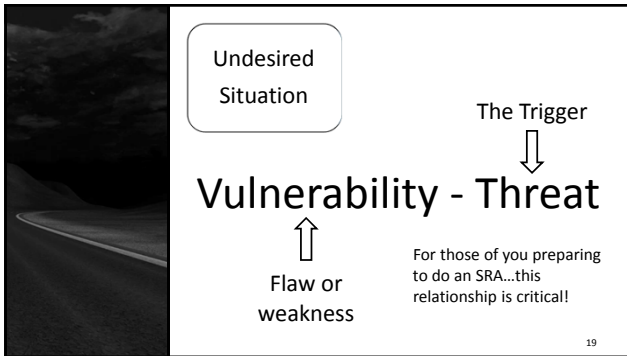 Undesired
Situation
The Trigger
Vulnerability - Threat
Flaw or
weakness
For those of you preparing
to do an SRA...this
relationship is critical!
19